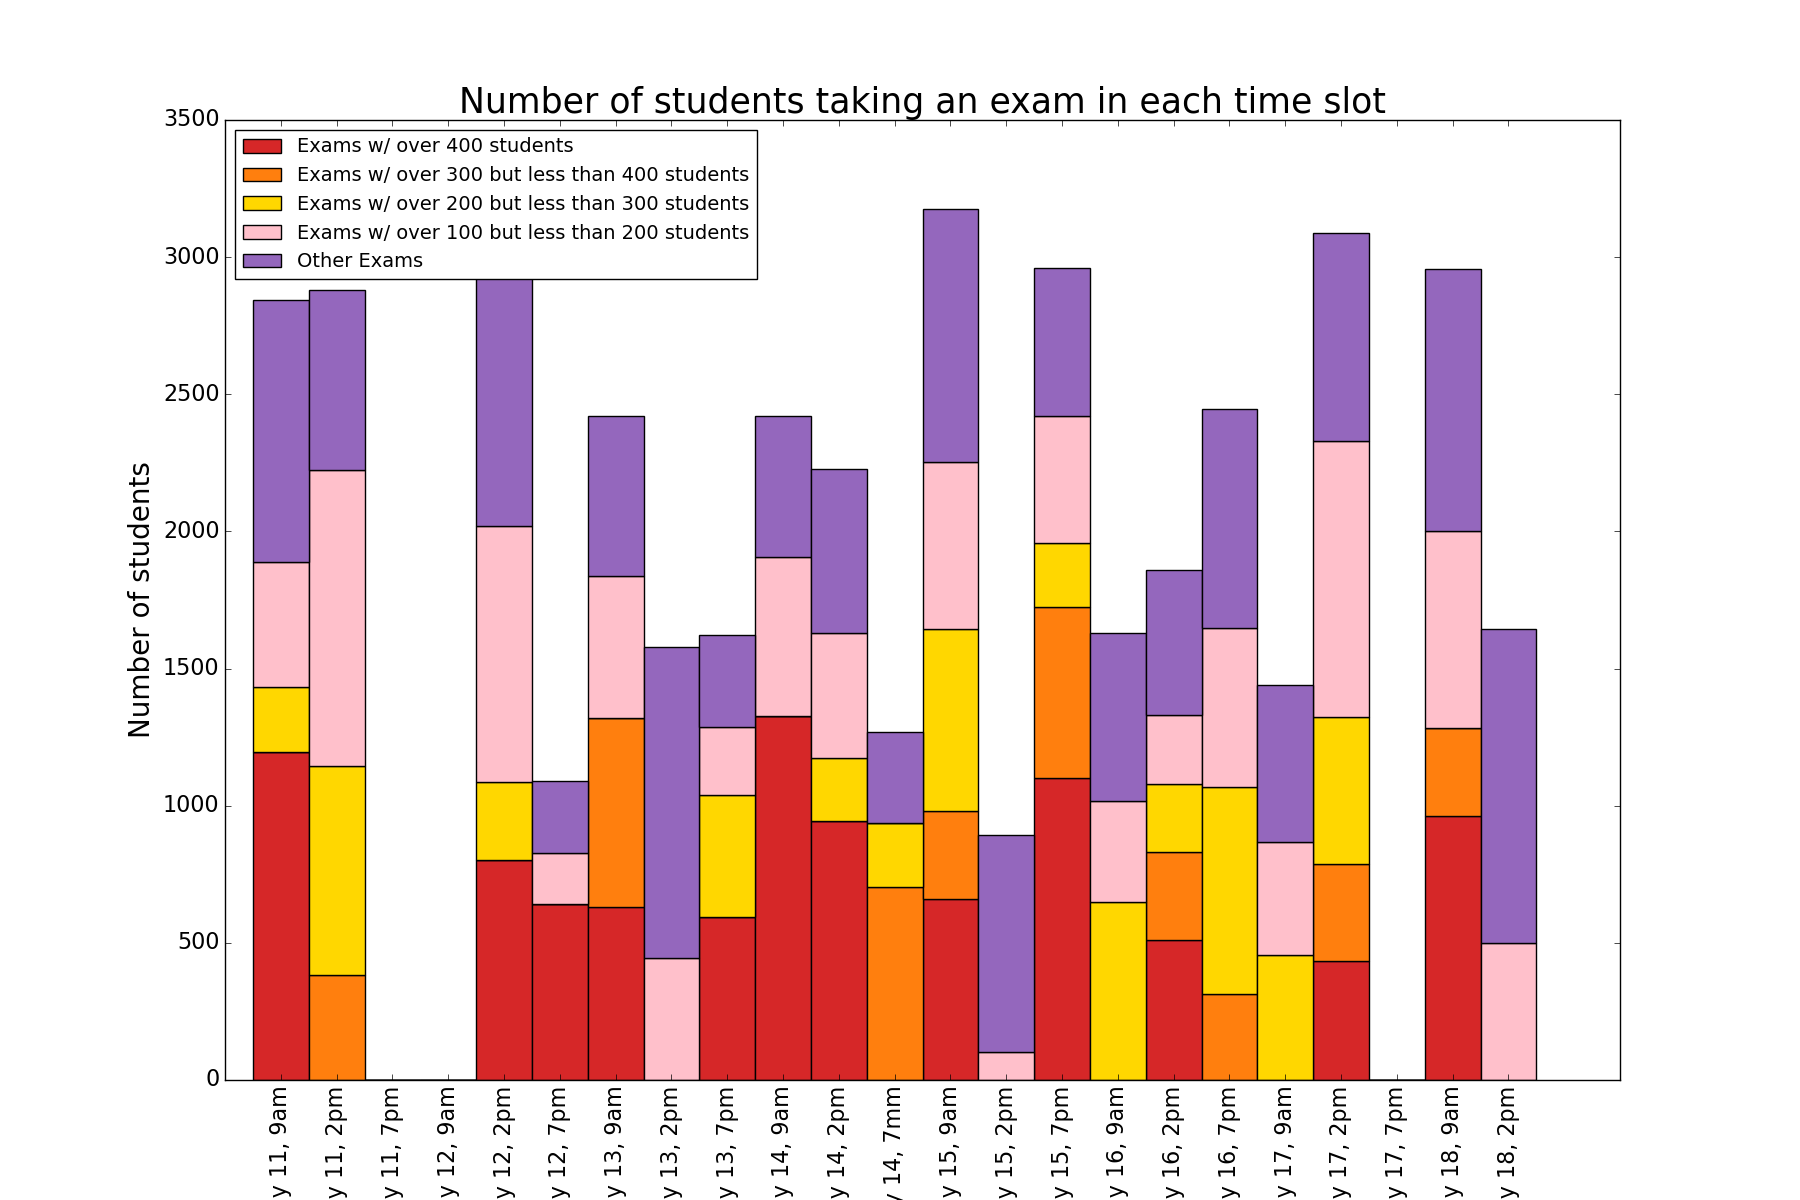 Number of students taking an exam in each time slot
Exams w/ over 400 students
Exams w/ over 300 but less than 400 students
Exams w/ over 200 but less than 300 students
Exams w/ over 100 but less than 200 students
Other Exams
Number of students
3500
3000
2500
2000
1500
1000
500
0
y 11, 9am
y 11, 2pm
y 11, 7pm
y 12, 9am
y 12, 2pm
y 12, 7pm
y 13, 9am
y 13, 2pm
y 13, 7pm
y 14, 9am
y 14, 2pm
y 14, 7mm
y 15, 9am
y 15, 2pm
y 15, 7pm
y 16, 9am
y 16, 2pm
y 16, 7pm
y 17, 9am
y 17, 2pm
y 17, 7pm
y 18, 9am
y 18, 2pm